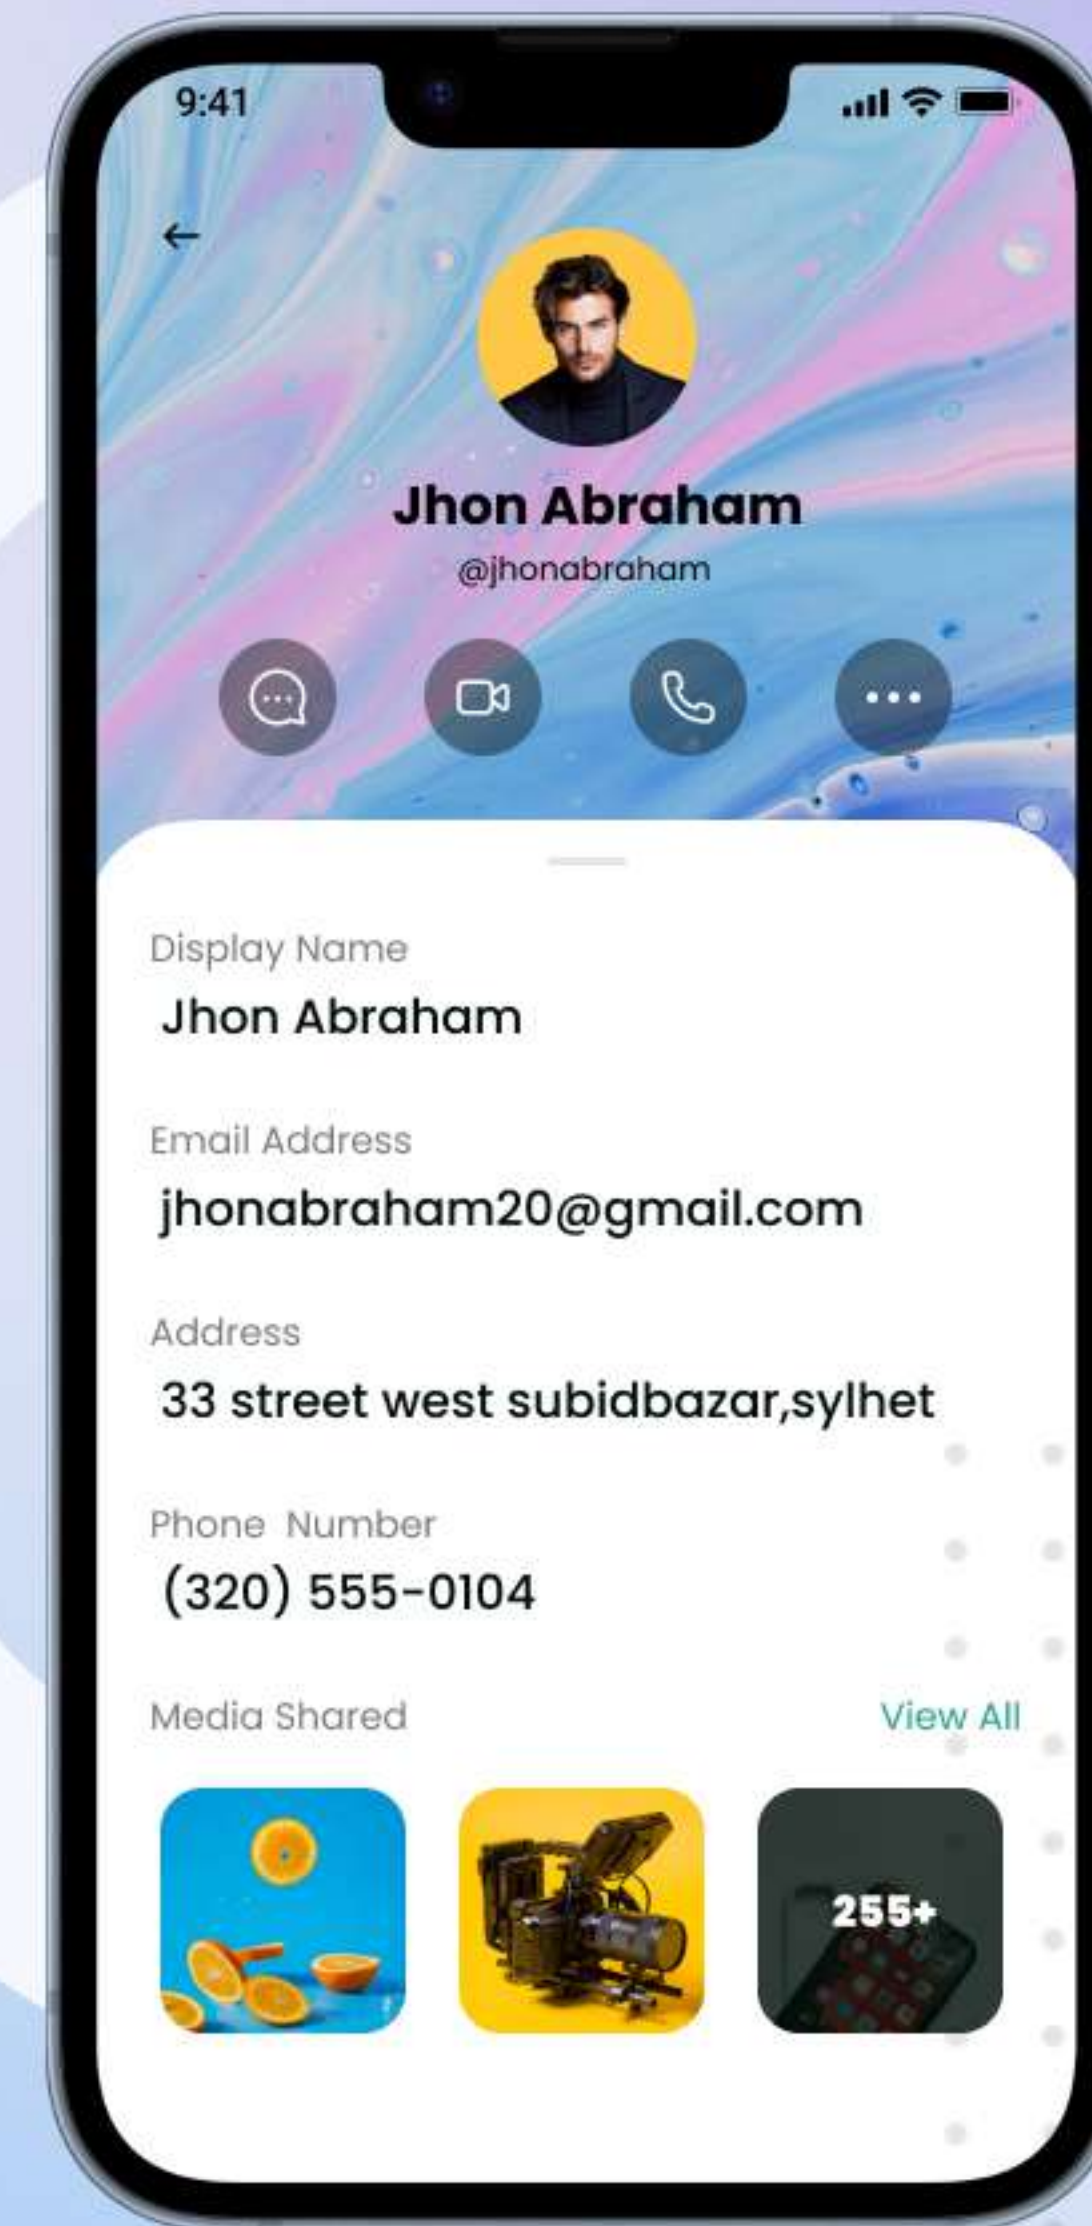 9:41
Jhon Abraham
@jhonabraham
Display Name
Jhon Abraham
Email Address
jhonabraham20@gmail.com
Address
33 street west subidbazar,sylhet
Phone Number
(320) 555-0104
Media Shared
View All
255+